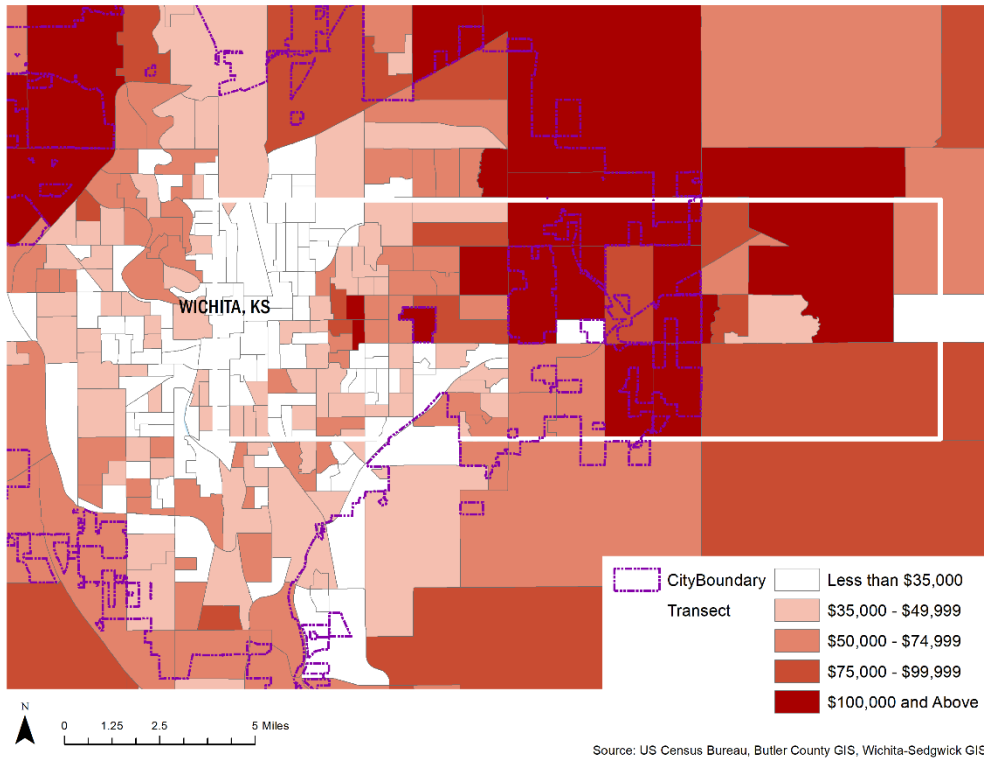 WICHITA, KS
CityBoundary
Transect
Less than $35,000
$35,000 - $49,999
$50,000 - $74,999
$75,000 - $99,999
$100,000 and Above
N
0 1.25 2.5 5 Miles
Source: US Census Bureau, Butler County GIS, Wichita-Sedgwick GIS